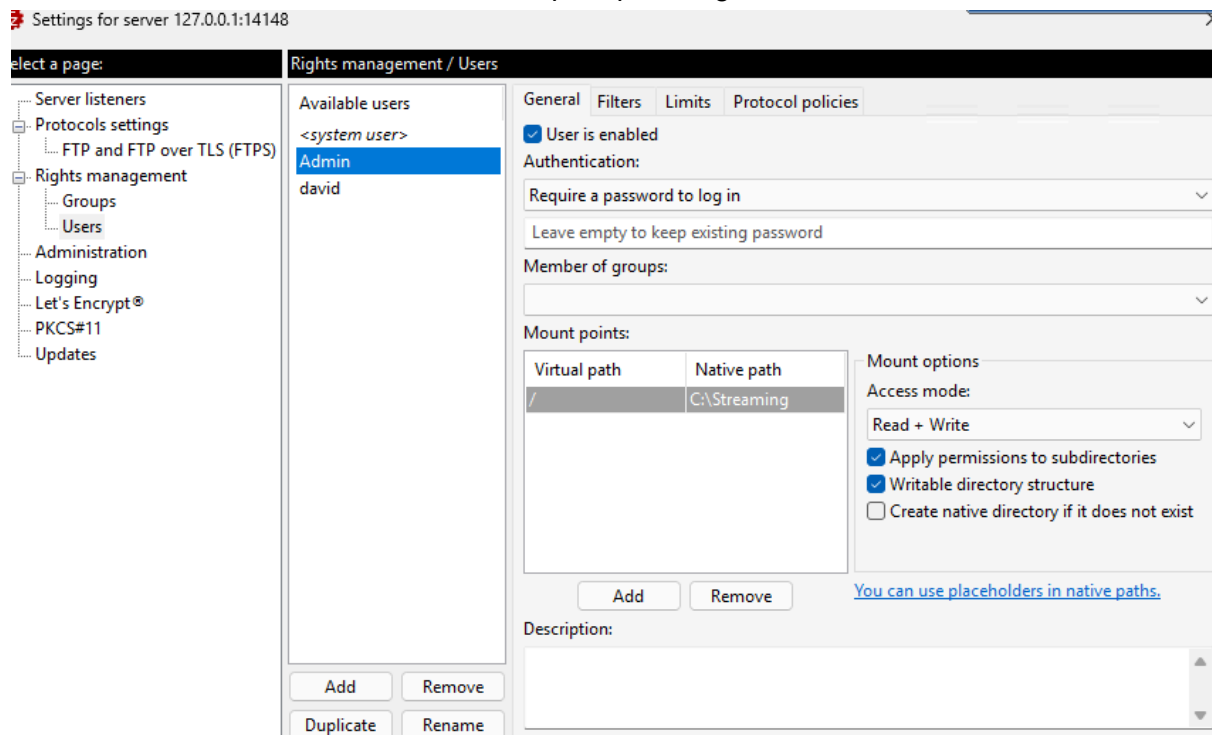 Settings for server 127.0.0.1:14148
elect a page:
Server listeners
Protocols settings
FTP and FTP over TLS (FTPS)
Rights management
Groups
Users
Administration
Logging
Let's Encrypt®
PKCS#11
Updates
Rights management / Users
Available users
<system user>
Admin
david
Add Remove
Duplicate Rename
General Filters Limits Protocol policies
User is enabled
Authentication:
Require a password to log in
Leave empty to keep existing password
Member of groups:
Mount points:
Virtual path Native path
/ C:\Streaming
Add Remove
Mount options
Access mode:
Read + Write
Apply permissions to subdirectories
Writable directory structure
Create native directory if it does not exist
You can use placeholders in native paths.
Description: